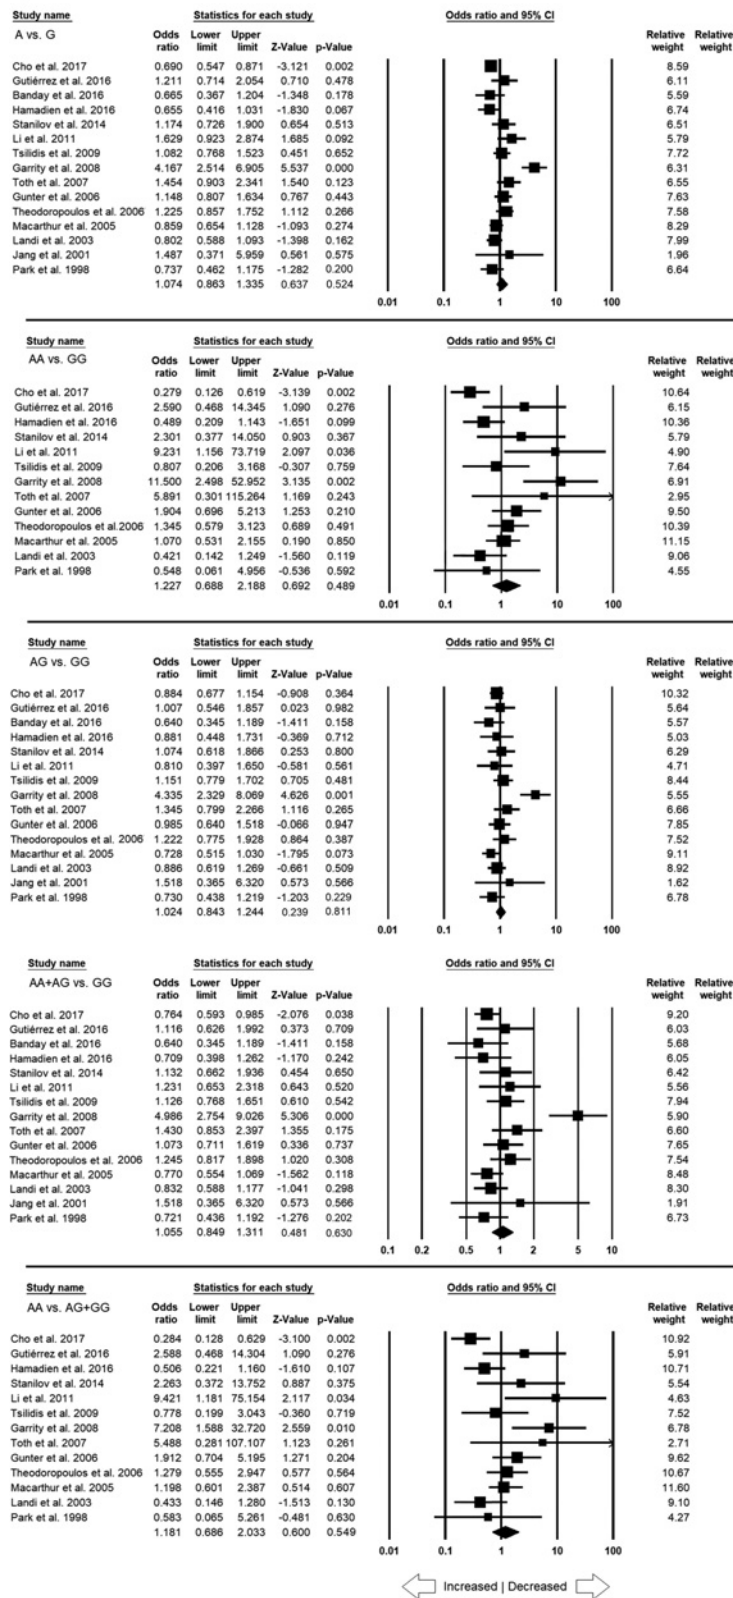 Study name Statistics for each study Odds ratio and 95% CI
A vs. G Odds ratio Lower limit Upper limit Z-Value p-Value Relative weight Relative weight
Cho et al. 2017 0.690 0.547 0.871 -3.121 0.002 8.59
Gutiérrez et al. 2016 1.211 0.714 2.054 0.710 0.478 6.11
Banday et al. 2016 0.665 0.367 1.204 -1.348 0.178 5.59
Hamadien et al. 2016 0.655 0.416 1.031 -1.830 0.067 6.74
Stanilov et al. 2014 1.174 0.726 1.900 0.654 0.513 6.51
Li et al. 2011 1.629 0.923 2.874 1.685 0.092 5.79
Tsilidis et al. 2009 1.082 0.768 1.523 0.451 0.652 7.72
Garrity et al. 2008 4.167 2.514 6.905 5.537 0.000 6.31
Toth et al. 2007 1.454 0.903 2.341 1.540 0.123 6.55
Gunter et al. 2006 1.148 0.807 1.634 0.767 0.443 7.63
Theodoropoulos et al. 2006 1.225 0.857 1.752 1.112 0.266 7.58
Macarthur et al. 2005 0.859 0.654 1.128 -1.093 0.274 8.29
Landi et al. 2003 0.802 0.588 1.093 -1.398 0.162 7.99
Jang et al. 2001 1.487 0.371 5.959 0.561 0.575 1.96
Park et al. 1998 0.737 0.462 1.175 -1.282 0.200 6.64
1.074 0.863 1.335 0.637 0.524
0.01 0.1 1 10 100
Study name Statistics for each study Odds ratio and 95% CI
AA vs. GG Odds ratio Lower limit Upper limit Z-Value p-Value Relative weight Relative weight
Cho et al. 2017 0.279 0.126 0.619 -3.139 0.002 10.64
Gutiérrez et al. 2016 2.590 0.468 14.345 1.090 0.276 6.15
Hamadien et al. 2016 0.489 0.209 1.143 -1.651 0.099 10.36
Stanilov et al. 2014 2.301 0.377 14.050 0.903 0.367 5.79
Li et al. 2011 9.231 1.156 73.719 2.097 0.036 4.90
Tsilidis et al. 2009 0.807 0.206 3.168 -0.307 0.759 7.64
Garrity et al. 2008 11.500 2.498 52.952 3.135 0.002 6.91
Toth et al. 2007 5.891 0.301 115.264 1.169 0.243 2.95
Gunter et al. 2006 1.904 0.696 5.213 1.253 0.210 9.50
Theodoropoulos et al.2006 1.345 0.579 3.123 0.689 0.491 10.39
Macarthur et al. 2005 1.070 0.531 2.155 0.190 0.850 11.15
Landi et al. 2003 0.421 0.142 1.249 -1.560 0.119 9.06
Park et al. 1998 0.548 0.061 4.956 -0.536 0.592 4.55
1.227 0.688 2.188 0.692 0.489
0.01 0.1 1 10 100
Study name Statistics for each study Odds ratio and 95% CI
AG vs. GG Odds ratio Lower limit Upper limit Z-Value p-Value Relative weight Relative weight
Cho et al. 2017 0.884 0.677 1.154 -0.908 0.364 10.32
Gutiérrez et al. 2016 1.007 0.546 1.857 0.023 0.982 5.64
Banday et al. 2016 0.640 0.345 1.189 -1.411 0.158 5.57
Hamadien et al. 2016 0.881 0.448 1.731 -0.369 0.712 5.03
Stanilov et al. 2014 1.074 0.618 1.866 0.253 0.800 6.29
Li et al. 2011 0.810 0.397 1.650 -0.581 0.561 4.71
Tsilidis et al. 2009 1.151 0.779 1.702 0.705 0.481 8.44
Garrity et al. 2008 4.335 2.329 8.069 4.626 0.001 5.55
Toth et al. 2007 1.345 0.799 2.266 1.116 0.265 6.66
Gunter et al. 2006 0.985 0.640 1.518 -0.066 0.947 7.85
Theodoropoulos et al. 2006 1.222 0.775 1.928 0.864 0.387 7.52
Macarthur et al. 2005 0.728 0.515 1.030 -1.795 0.073 9.11
Landi et al. 2003 0.886 0.619 1.269 -0.661 0.509 8.92
Jang et al. 2001 1.518 0.365 6.320 0.573 0.566 1.62
Park et al. 1998 0.730 0.438 1.219 -1.203 0.229 6.78
1.024 0.843 1.244 0.239 0.811
0.01 0.1 1 10 100
Study name Statistics for each study Odds ratio and 95% CI
AA+AG vs. GG Odds ratio Lower limit Upper limit Z-Value p-Value Relative weight Relative weight
Cho et al. 2017 0.764 0.593 0.985 -2.076 0.038 9.20
Gutiérrez et al. 2016 1.116 0.626 1.992 0.373 0.709 6.03
Banday et al. 2016 0.640 0.345 1.189 -1.411 0.158 5.68
Hamadien et al. 2016 0.709 0.398 1.262 -1.170 0.242 6.05
Stanilov et al. 2014 1.132 0.662 1.936 0.454 0.650 6.42
Li et al. 2011 1.231 0.653 2.318 0.643 0.520 5.56
Tsilidis et al. 2009 1.126 0.768 1.651 0.610 0.542 7.94
Garrity et al. 2008 4.986 2.754 9.026 5.306 0.000 5.90
Toth et al. 2007 1.430 0.853 2.397 1.355 0.175 6.60
Gunter et al. 2006 1.073 0.711 1.619 0.336 0.737 7.65
Theodoropoulos et al. 2006 1.245 0.817 1.898 1.020 0.308 7.54
Macarthur et al. 2005 0.770 0.554 1.069 -1.562 0.118 8.48
Landi et al. 2003 0.832 0.588 1.177 -1.041 0.298 8.30
Jang et al. 2001 1.518 0.365 6.320 0.573 0.566 1.91
Park et al. 1998 0.721 0.436 1.192 -1.276 0.202 6.73
1.055 0.849 1.311 0.481 0.630
0.1 0.2 0.5 1 2 5 10
Study name Statistics for each study Odds ratio and 95% CI
AA vs. AG+GG Odds ratio Lower limit Upper limit Z-Value p-Value Relative weight Relative weight
Cho et al. 2017 0.284 0.128 0.629 -3.100 0.002 10.92
Gutiérrez et al. 2016 2.588 0.468 14.304 1.090 0.276 5.91
Hamadien et al. 2016 0.506 0.221 1.160 -1.610 0.107 10.71
Stanilov et al. 2014 2.263 0.372 13.752 0.887 0.375 5.54
Li et al. 2011 9.421 1.181 75.154 2.117 0.034 4.63
Tsilidis et al. 2009 0.778 0.199 3.043 -0.360 0.719 7.52
Garrity et al. 2008 7.208 1.588 32.720 2.559 0.010 6.78
Toth et al. 2007 5.488 0.281 107.107 1.123 0.261 2.71
Gunter et al. 2006 1.912 0.704 5.195 1.271 0.204 9.62
Theodoropoulos et al. 2006 1.279 0.555 2.947 0.577 0.564 10.67
Macarthur et al. 2005 1.198 0.601 2.387 0.514 0.607 11.60
Landi et al. 2003 0.433 0.146 1.280 -1.513 0.130 9.10
Park et al. 1998 0.583 0.065 5.261 -0.481 0.630 4.27
1.181 0.686 2.033 0.600 0.549
0.01 0.1 1 10 100
Increased | Decreased